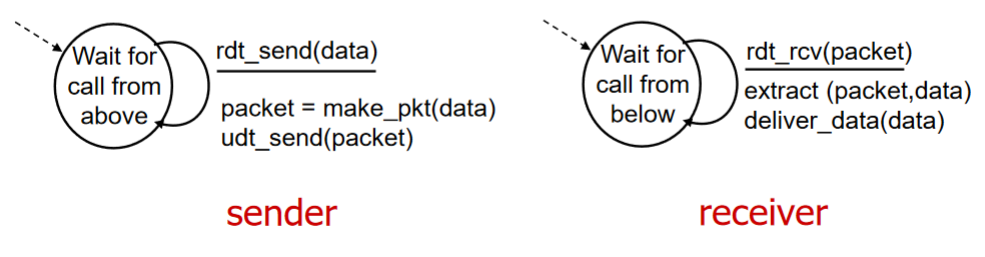 Wait for
call from
above
rdt_send(data)
packet = make_pkt(data)
udt_send(packet)
sender
Wait for
call from
below
rdt_rcv(packet)
extract (packet,data)
deliver_data(data)
receiver